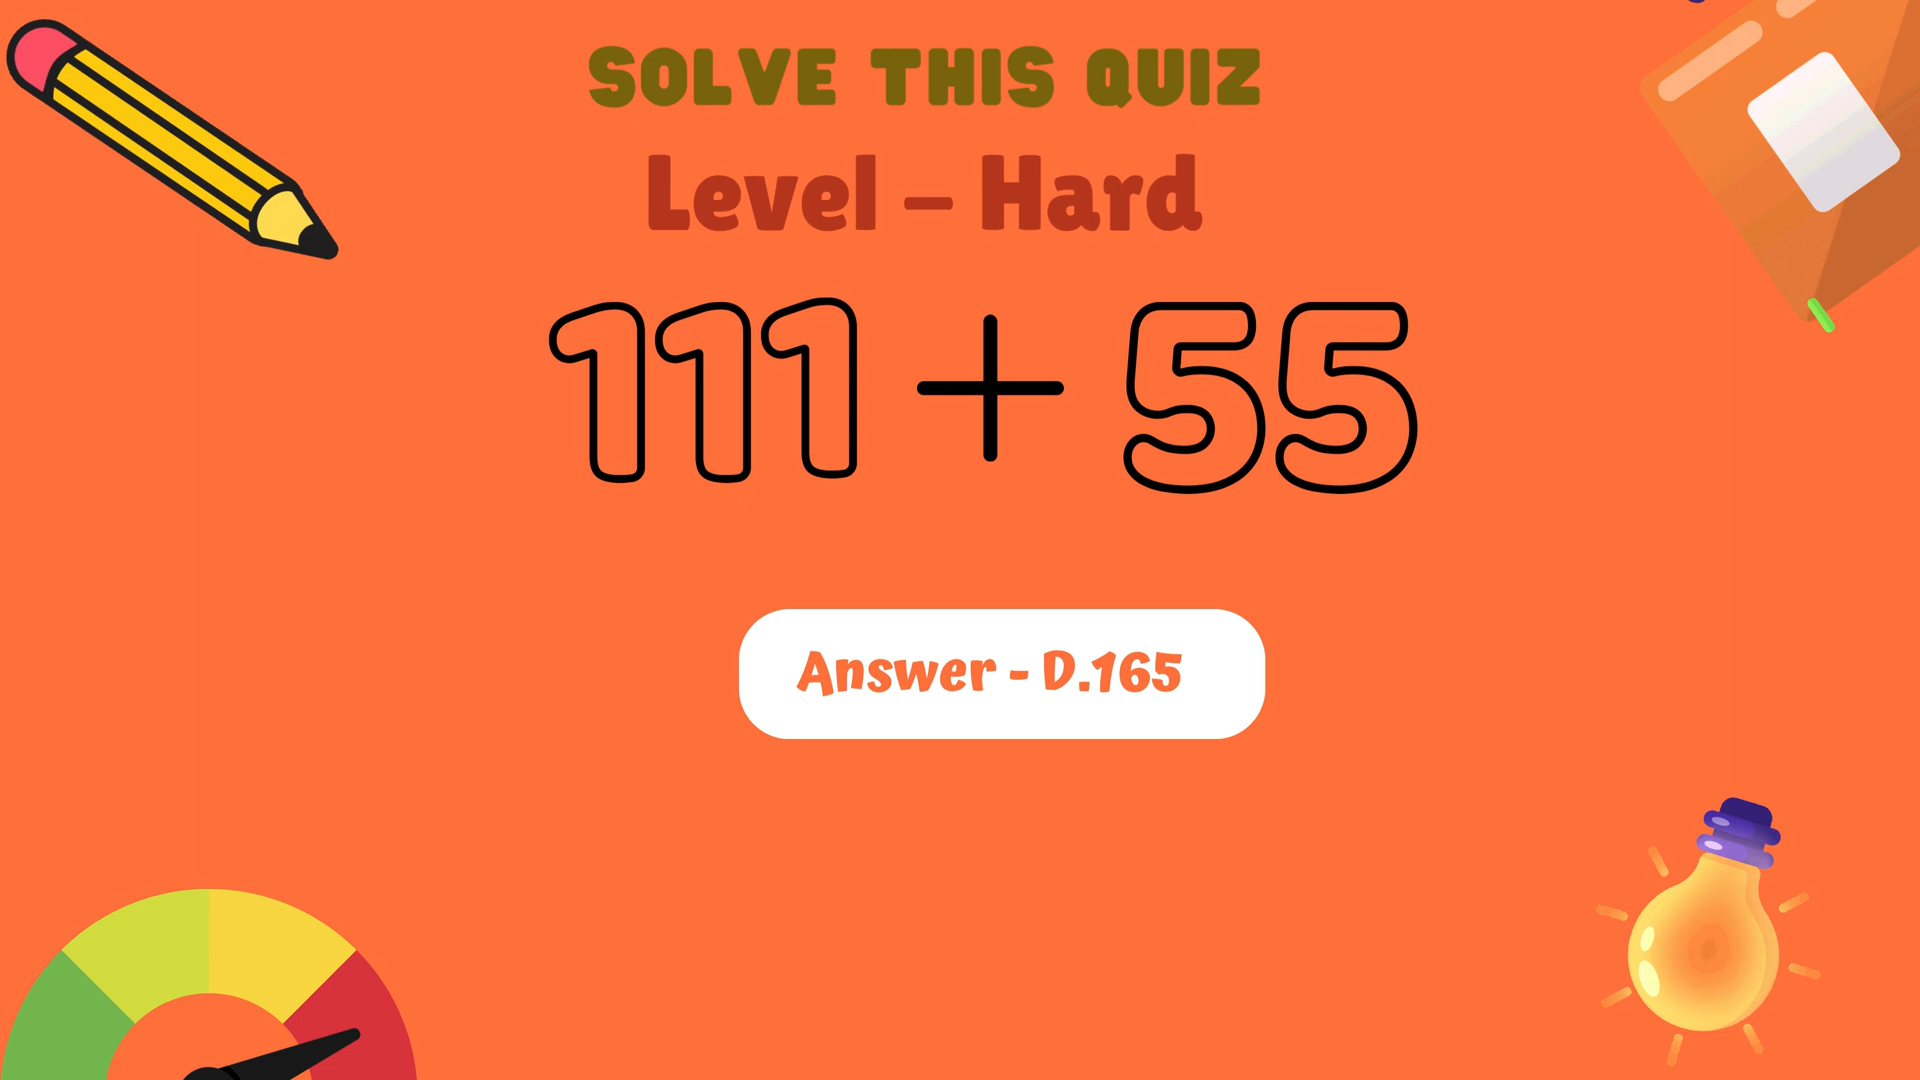 SOLVE THIS QUIZ
Level - Hard
111 + 55
Answer - D.165